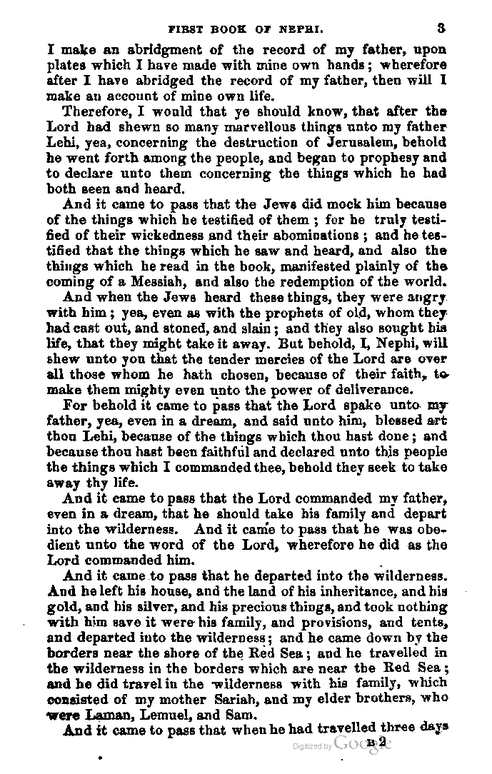 FIRST BOOK OF NEPHI. 3
I make an abridgment of the record of my father, upon
plates which I have made with mine own hands; wherefore
after I have abridged the record of my father, then will I
make an account of mine own life.
Therefore, I would that ye should know, that after the
Lord had shewn so many marvellous things unto my father
Lehi, yea, concerning the destruction of Jerusalem, behold
he went forth among the people, and began to prophesy and
to declare unto them concerning the things which he had
both seen and heard.
And it came to pass that the Jews did mock him because
of the things which he testified of them; for he truly testi-
fied of their wickedness and their abominations; and he tes-
tified that the things which he saw and heard, and also the
things which he read in the book, manifested plainly of the
coming of a Messiah, and also the redemption of the world.
And when the Jews heard these things, they were angry
with him; yea, even as with the prophets of old, whom they
had cast out, and stoned, and slain; and they also sought his
life, that they might take it away. But behold, I, Nephi, will
shew unto you that the tender mercies of the Lord are over
all those whom he hath chosen, because of their faith, to
make them mighty even unto the power of deliverance.
For behold it came to pass that the Lord spake unto my
father, yea, even in a dream, and said unto him, blessed art
thou Lehi, because of the things which thou hast done; and
because thou hast been faithful and declared unto this people
the things which I commanded thee, behold they seek to take
away thy life.
And it came to pass that the Lord commanded my father,
even in a dream, that he should take his family and depart
into the wilderness. And it came to pass that he was obe-
dient unto the word of the Lord, wherefore he did as the
Lord commanded him.
And it came to pass that he departed into the wilderness.
And he left his house, and the land of his inheritance, and his
gold, and his silver, and his precious things, and took nothing
with him save it were his family, and provisions, and tents,
and departed into the wilderness; and he came down by the
borders near the shore of the Red Sea; and he travelled in
the wilderness in the borders which are near the Red Sea;
and he did travel in the wilderness with his family, which
consisted of my mother Sariah, and my elder brothers, who
were Laman, Lemuel, and Sam.
And it came to pass that when he had travelled three days
Digitized by Google
B 2